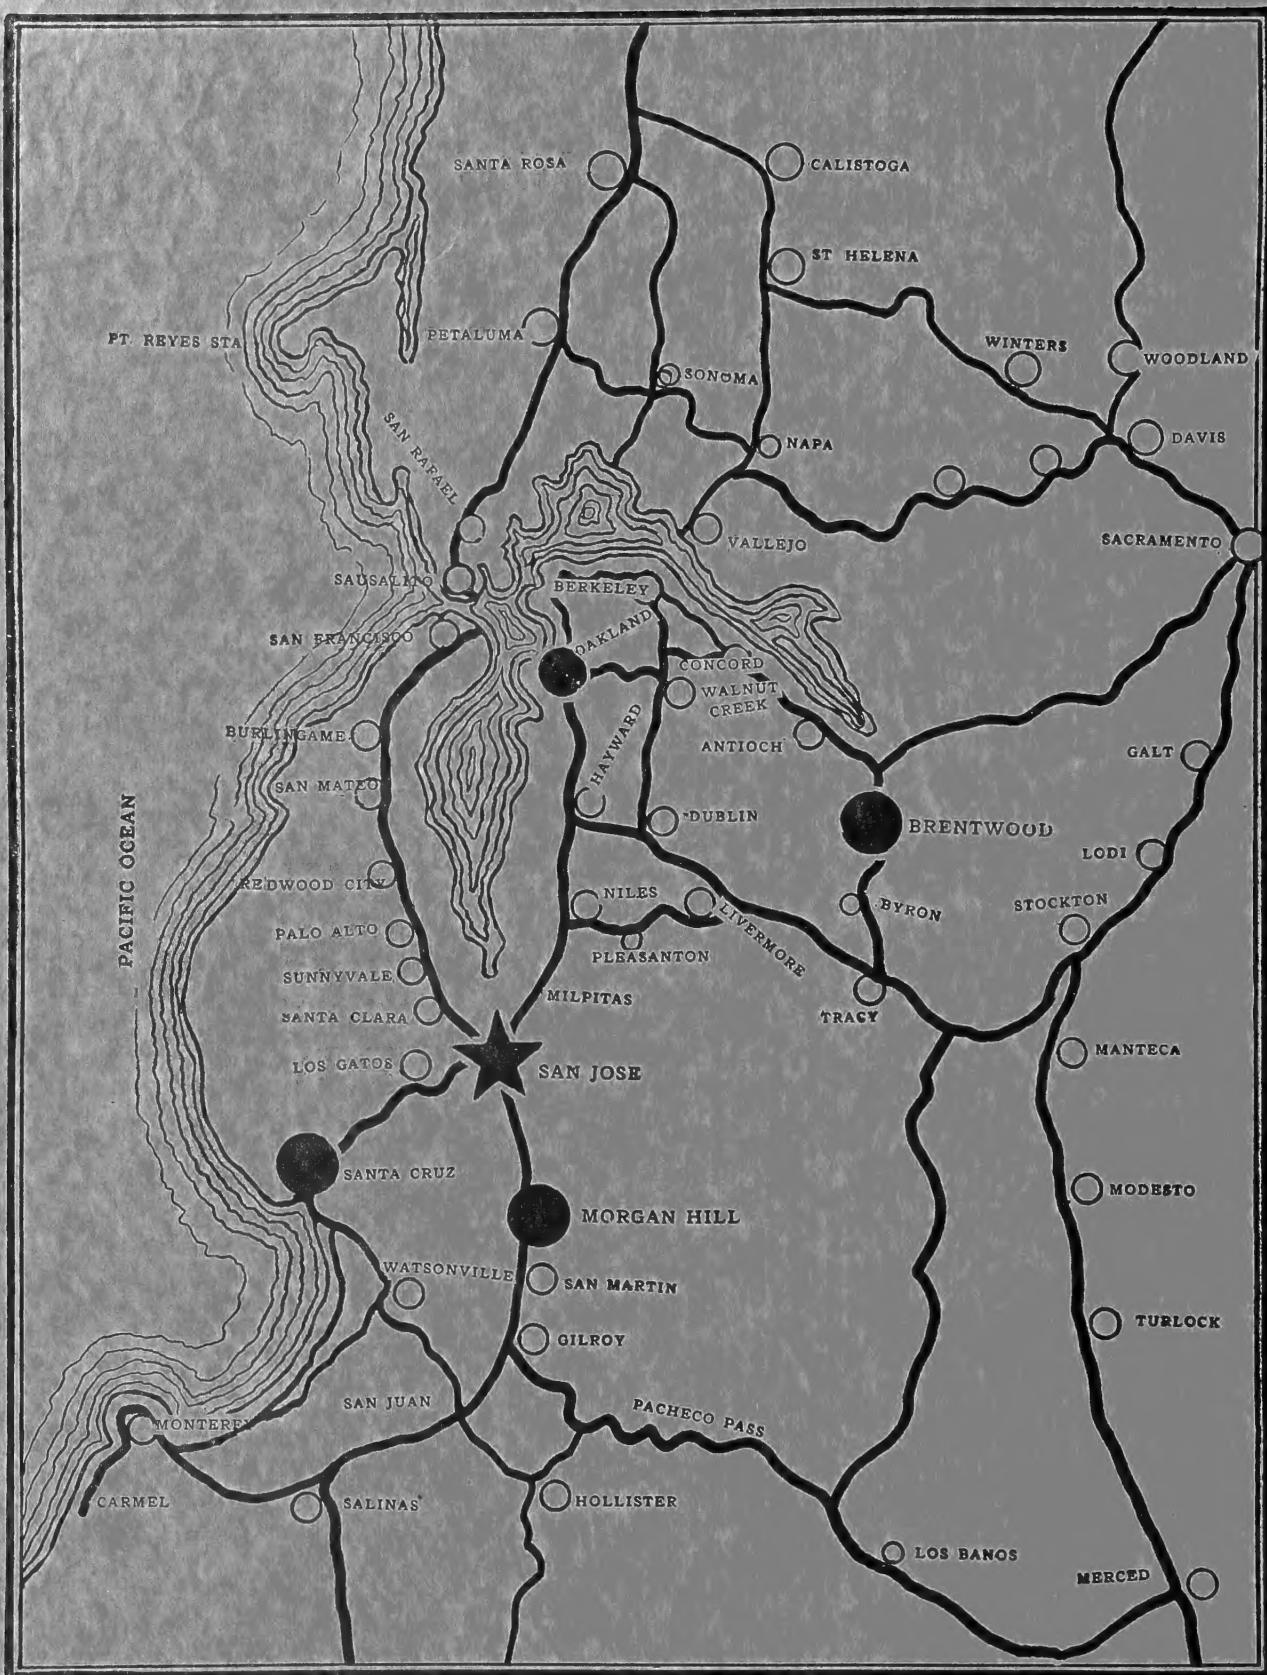 SANTA ROSA
CALISTOGA
ST HELENA
PT. REYES STA
PETALUMA
WINTERS
WOODLAND
SONOMA
SAN RAFAEL
NAPA
DAVIS
VALLEJO
SACRAMENTO
SAUSALITO
BERKELEY
SAN FRANCISCO
OAKLAND
CONCORD
WALNUT
CREEK
BURLINGAME
HAYWARD
ANTIOCH
GALT
SAN MATEO
PACIFIC OCEAN
DUBLIN
BRENTWOOD
LODI
REDWOOD CITY
NILES
LIVERMORE
BYRON
STOCKTON
PALO ALTO
PLEASANTON
SUNNYVALE
MILPITAS
SANTA CLARA
TRACY
MANTECA
LOS GATOS
SAN JOSE
SANTA CRUZ
MODESTO
MORGAN HILL
WATSONVILLE
SAN MARTIN
TURLOCK
GILROY
SAN JUAN
PACHECO PASS
MONTEREY
CARMEL
SALINAS
HOLLISTER
LOS BANOS
MERCED